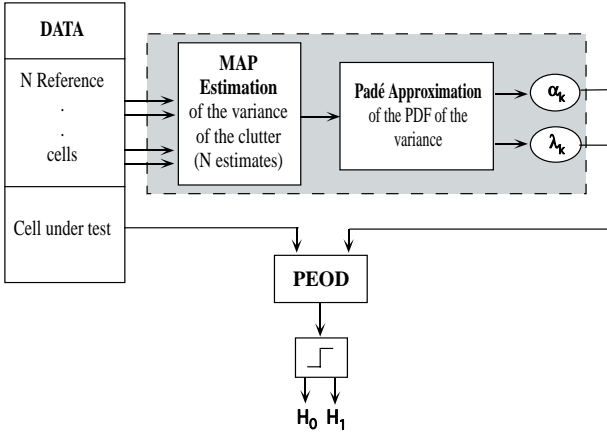 DATA
N Reference
.
.
cells
Cell under test
MAP
Estimation
of the variance
of the clutter
(N estimates)
Padé Approximation
of the PDF of the
variance
αk
λk
PEOD
H0 H1